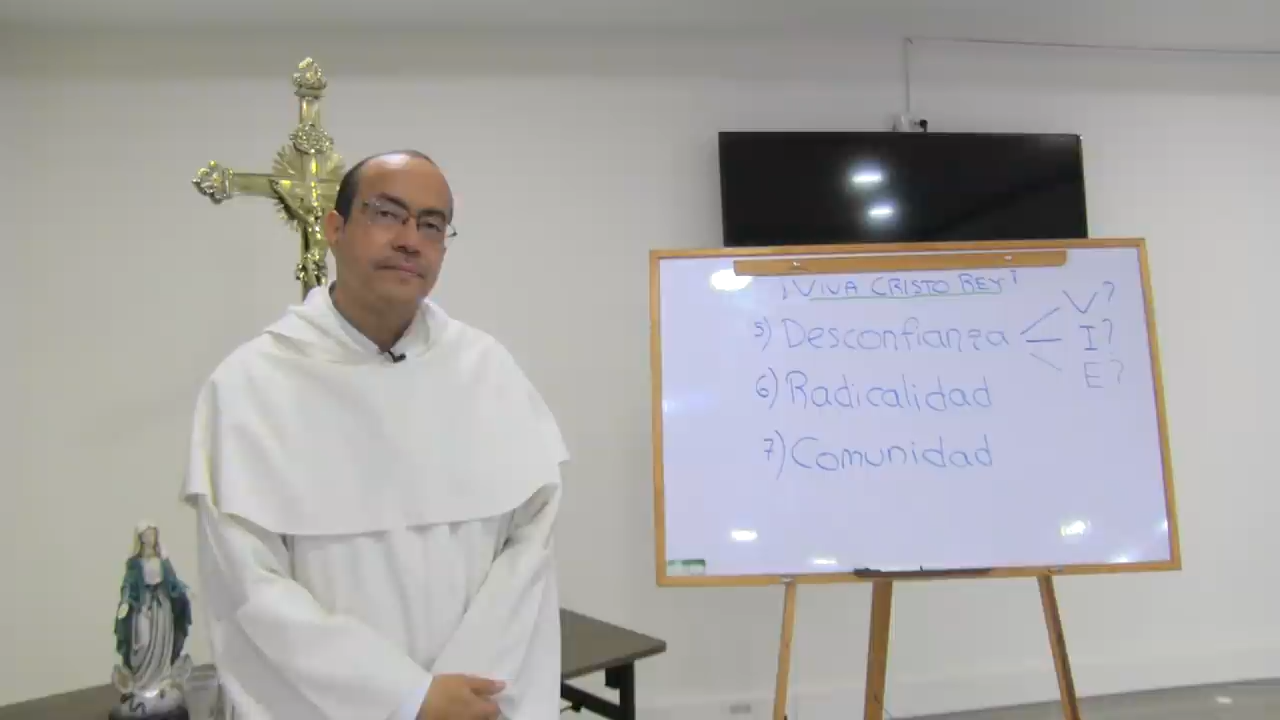 ¡VIVA CRISTO REY!
5) Desconfianza V?
I?
E?
6) Radicalidad
7) Comunidad